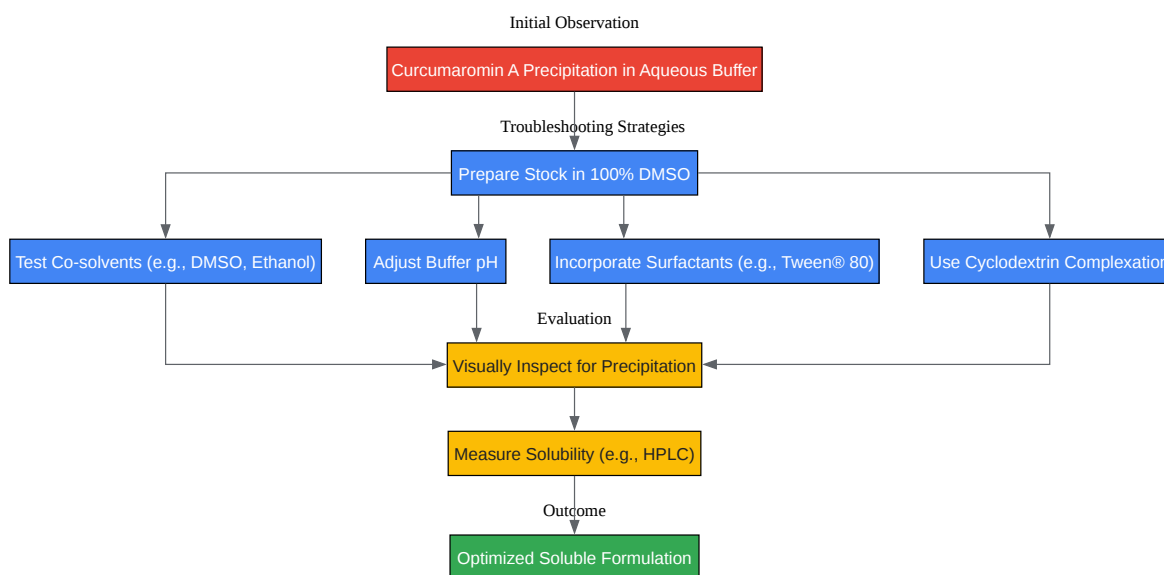 Initial Observation
Curcumaromin A Precipitation in Aqueous Buffer
Troubleshooting Strategies
Prepare Stock in 100% DMSO
Test Co-solvents (e.g., DMSO, Ethanol)
Adjust Buffer pH
Incorporate Surfactants (e.g., Tween® 80)
Use Cyclodextrin Complexation
Evaluation
Visually Inspect for Precipitation
Measure Solubility (e.g., HPLC)
Outcome
Optimized Soluble Formulation